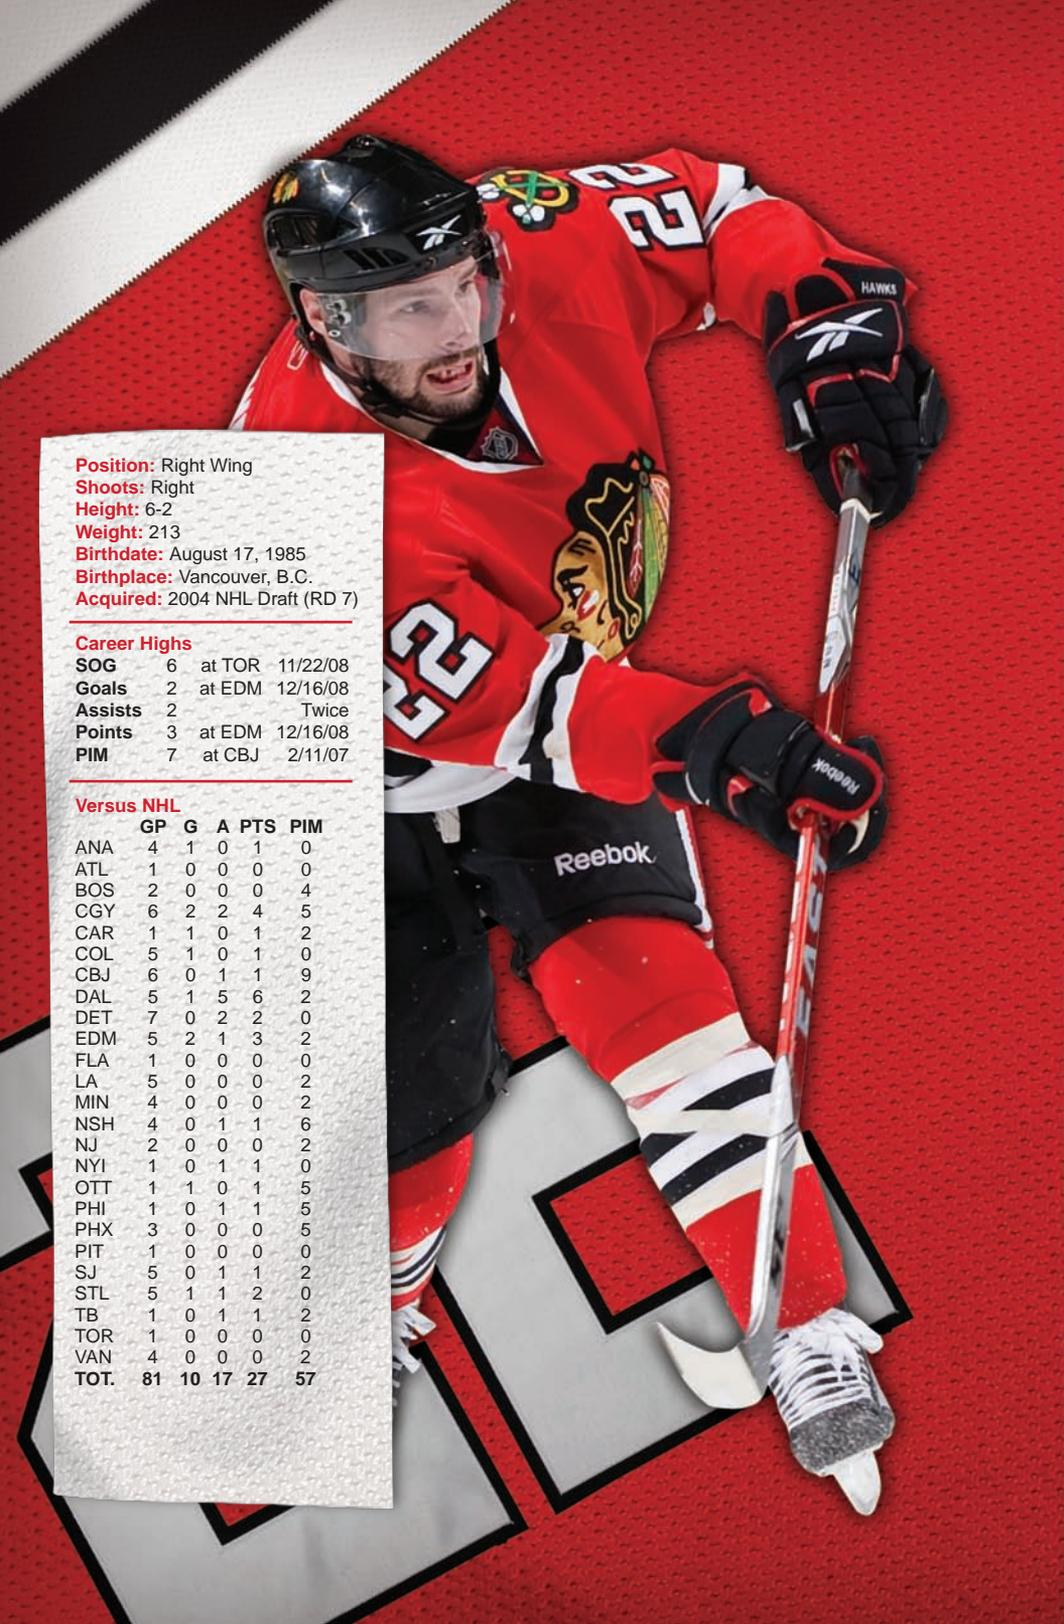 22
HAWKS
Position: Right Wing
Shoots: Right
Height: 6-2
Weight: 213
Birthdate: August 17, 1985
Birthplace: Vancouver, B.C.
Acquired: 2004 NHL Draft (RD 7)
Career Highs
SOG 6 at TOR 11/22/08
Goals 2 at EDM 12/16/08
Assists 2 Twice
Points 3 at EDM 12/16/08
PIM 7 at CBJ 2/11/07
Versus NHL
GP G A PTS PIM
ANA 4 1 0 1 0
ATL 1 0 0 0 0
BOS 2 0 0 0 4
CGY 6 2 2 4 5
CAR 1 1 0 1 2
COL 5 1 0 1 0
CBJ 6 0 1 1 9
DAL 5 1 5 6 2
DET 7 0 2 2 0
EDM 5 2 1 3 2
FLA 1 0 0 0 0
LA 5 0 0 0 2
MIN 4 0 0 0 2
NSH 4 0 1 1 6
NJ 2 0 0 0 2
NYI 1 0 1 1 0
OTT 1 1 0 1 5
PHI 1 0 1 1 5
PHX 3 0 0 0 5
PIT 1 0 0 0 0
SJ 5 0 1 1 2
STL 5 1 1 2 0
TB 1 0 1 1 2
TOR 1 0 0 0 0
VAN 4 0 0 0 2
TOT. 81 10 17 27 57
22
Reebok
Reebok
EAST